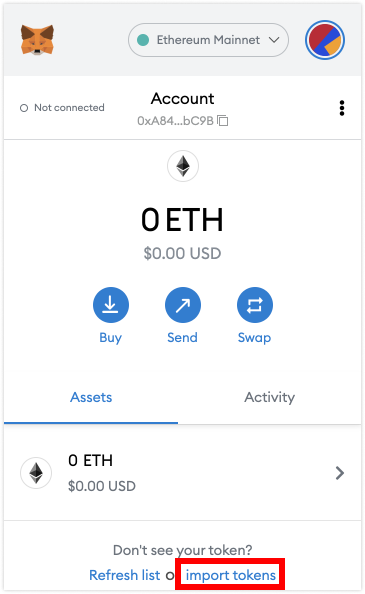 Ethereum Mainnet
Not connected
Account
0xA84...bC9B
0 ETH
$0.00 USD
Buy
Send
Swap
Assets
Activity
0 ETH
$0.00 USD
Don't see your token?
Refresh list o import tokens